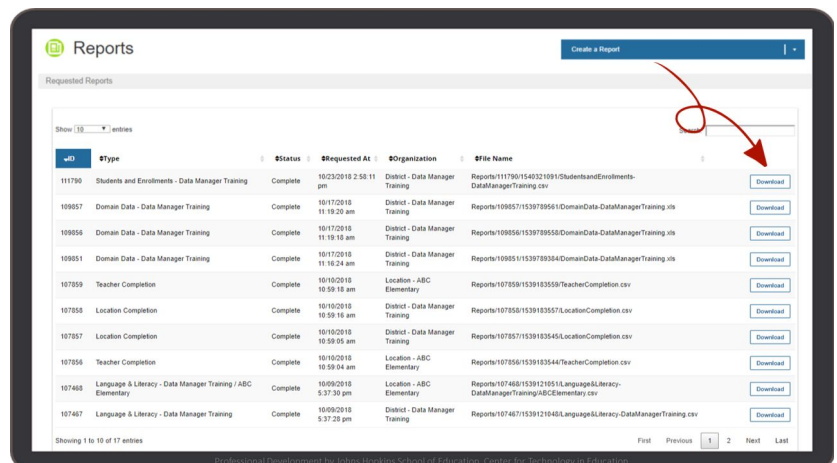 Reports
Create a Report
Requested Reports
Show 10 entries
Search
ID Type Status Requested At Organization File Name
111790 Students and Enrollments - Data Manager Training Complete 10/23/2018 2:58:11 pm District - Data Manager Training Reports/111790/1540321091/StudentsandEnrollments-DataManagerTraining.csv Download
109857 Domain Data - Data Manager Training Complete 10/17/2018 11:19:20 am District - Data Manager Training Reports/109857/1539789561/DomainData-DataManagerTraining.xls Download
109856 Domain Data - Data Manager Training Complete 10/17/2018 11:19:18 am District - Data Manager Training Reports/109856/1539789558/DomainData-DataManagerTraining.xls Download
109851 Domain Data - Data Manager Training Complete 10/17/2018 11:16:24 am District - Data Manager Training Reports/109851/1539789384/DomainData-DataManagerTraining.xls Download
107859 Teacher Completion Complete 10/10/2018 10:59:18 am Location - ABC Elementary Reports/107859/1539183559/TeacherCompletion.csv Download
107858 Location Completion Complete 10/10/2018 10:59:16 am District - Data Manager Training Reports/107858/1539183557/LocationCompletion.csv Download
107857 Location Completion Complete 10/10/2018 10:59:05 am District - Data Manager Training Reports/107857/1539183545/LocationCompletion.csv Download
107856 Teacher Completion Complete 10/10/2018 10:59:04 am Location - ABC Elementary Reports/107856/1539183544/TeacherCompletion.csv Download
107468 Language & Literacy - Data Manager Training / ABC Elementary Complete 10/09/2018 5:37:30 pm Location - ABC Elementary Reports/107468/1539121051/Language&Literacy-DataManagerTraining/ABCElementary.csv Download
107467 Language & Literacy - Data Manager Training Complete 10/09/2018 5:37:28 pm District - Data Manager Training Reports/107467/1539121048/Language&Literacy-DataManagerTraining.csv Download
Showing 1 to 10 of 17 entries First Previous 1 2 Next Last
Professional Development by Johns Hopkins School of Education, Center for Technology in Education